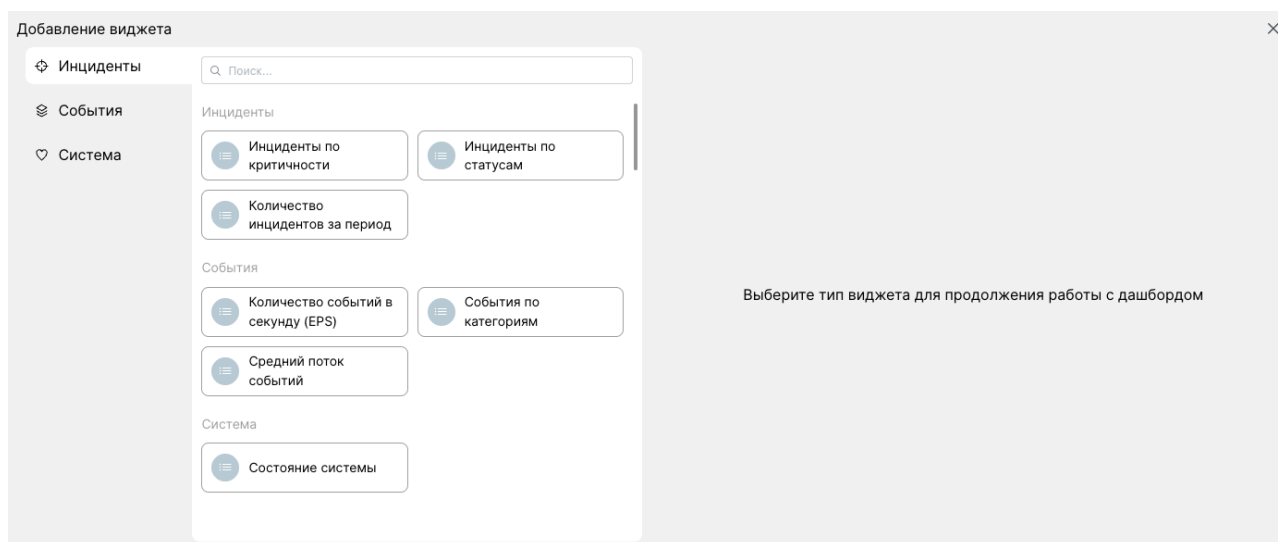 Добавление виджета
Инциденты
События
Система
Поиск...
Инциденты
Инциденты по
критичности
Инциденты по
статусам
Количество
инцидентов за период
События
Количество событий в
секунду (EPS)
События по
категориям
Средний поток
событий
Система
Состояние системы
Выберите тип виджета для продолжения работы с дашбордом